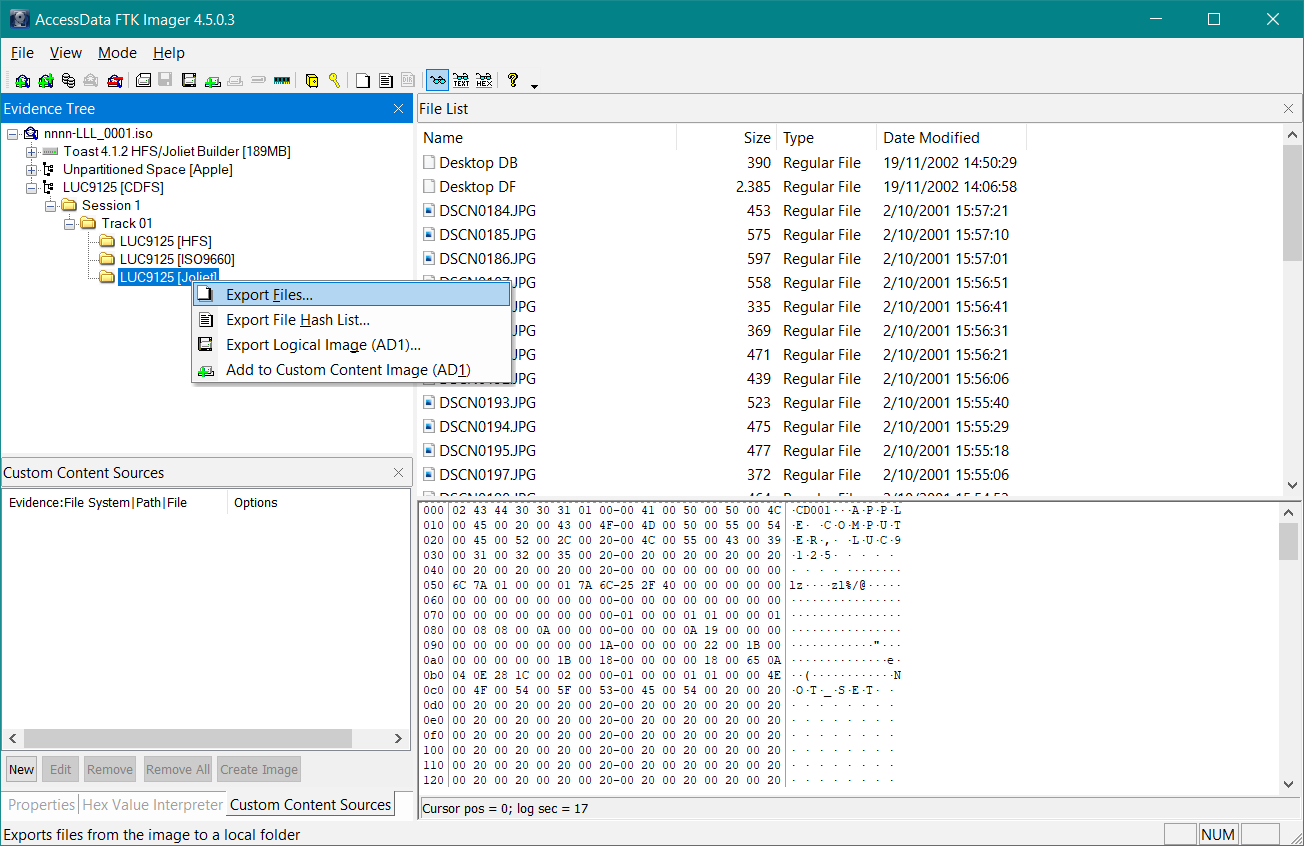 AccessData FTK Imager 4.5.0.3
File View Mode Help
TEXT HEX DIR
Evidence Tree
nnnn-LLL_0001.iso
Toast 4.1.2 HFS/Joliet Builder [189MB]
Unpartitioned Space [Apple]
LUC9125 [CDFS]
Session 1
Track 01
LUC9125 [HFS]
LUC9125 [ISO9660]
LUC9125 [Joliet]
Export Files...
Export File Hash List...
Export Logical Image (AD1)...
Add to Custom Content Image (AD1)
Custom Content Sources
Evidence:File System|Path|File Options
New Edit Remove Remove All Create Image
Properties Hex Value Interpreter Custom Content Sources
File List
Name Size Type Date Modified
Desktop DB 390 Regular File 19/11/2002 14:50:29
Desktop DF 2.385 Regular File 19/11/2002 14:06:58
DSCN0184.JPG 453 Regular File 2/10/2001 15:57:21
DSCN0185.JPG 575 Regular File 2/10/2001 15:57:10
DSCN0186.JPG 597 Regular File 2/10/2001 15:57:01
558 Regular File 2/10/2001 15:56:51
.JPG 335 Regular File 2/10/2001 15:56:41
.JPG 369 Regular File 2/10/2001 15:56:31
.JPG 471 Regular File 2/10/2001 15:56:21
439 Regular File 2/10/2001 15:56:06
DSCN0193.JPG 523 Regular File 2/10/2001 15:55:40
DSCN0194.JPG 475 Regular File 2/10/2001 15:55:29
DSCN0195.JPG 477 Regular File 2/10/2001 15:55:18
DSCN0197.JPG 372 Regular File 2/10/2001 15:55:06
000 02 43 44 30 30 31 01 00-00 41 00 50 00 50 00 4C ·CD001···A·P·P·L
010 00 45 00 20 00 43 00 4F-00 4D 00 50 00 55 00 54 ·E· ·C·O·M·P·U·T
020 00 45 00 52 00 2C 00 20-00 4C 00 55 00 43 00 39 ·E·R·,· ·L·U·C·9
030 00 31 00 32 00 35 00 20-00 20 00 20 00 20 00 20 ·1·2·5· · · · ·
040 00 20 00 20 00 20 00 20-00 00 00 00 00 00 00 00 · · · · ········
050 6C 7A 01 00 00 01 7A 6C-25 2F 40 00 00 00 00 00 lz····zl%/@·····
060 00 00 00 00 00 00 00 00-00 00 00 00 00 00 00 00 ················
070 00 00 00 00 00 00 00 00-01 00 00 01 01 00 00 01 ················
080 00 08 08 00 0A 00 00 00-00 00 00 0A 19 00 00 00 ················
090 00 00 00 00 00 00 00 1A-00 00 00 00 22 00 1B 00 ············"···
0a0 00 00 00 00 00 1B 00 18-00 00 00 00 18 00 65 0A ··············e·
0b0 04 0E 28 1C 00 02 00 00-01 00 00 01 01 00 00 4E ··(············N
0c0 00 4F 00 54 00 5F 00 53-00 45 00 54 00 20 00 20 ·O·T·_·S·E·T· ·
0d0 00 20 00 20 00 20 00 20-00 20 00 20 00 20 00 20 · · · · · · · ·
0e0 00 20 00 20 00 20 00 20-00 20 00 20 00 20 00 20 · · · · · · · ·
0f0 00 20 00 20 00 20 00 20-00 20 00 20 00 20 00 20 · · · · · · · ·
100 00 20 00 20 00 20 00 20-00 20 00 20 00 20 00 20 · · · · · · · ·
110 00 20 00 20 00 20 00 20-00 20 00 20 00 20 00 20 · · · · · · · ·
120 00 20 00 20 00 20 00 20-00 20 00 20 00 20 00 20 · · · · · · · ·
Cursor pos = 0; log sec = 17
Exports files from the image to a local folder
NUM